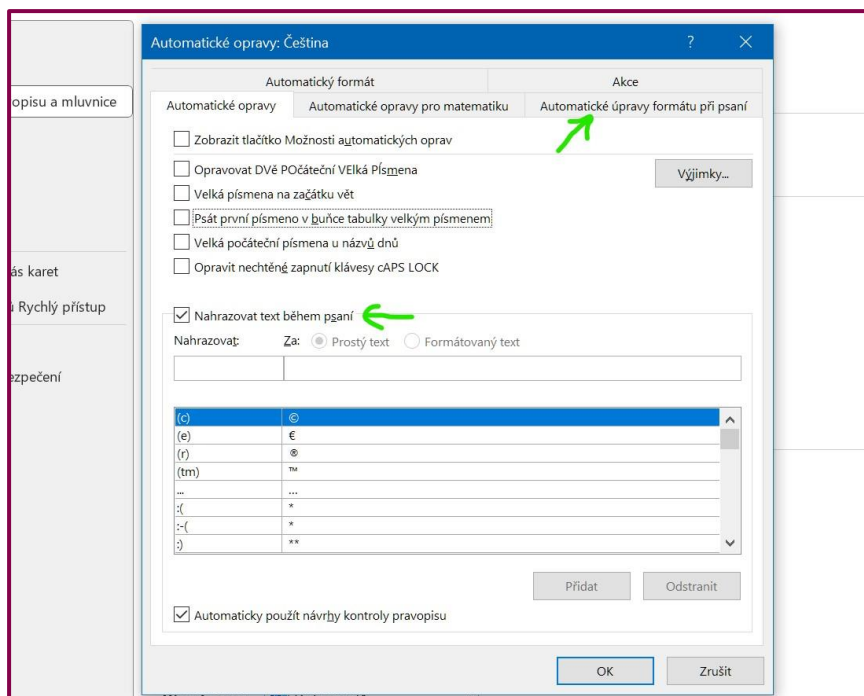 Automatické opravy: Čeština
Automatický formát
Akce
Automatické opravy
Automatické opravy pro matematiku
Automatické úpravy formátu při psaní
opisu a mluvnice
Zobrazit tlačítko Možnosti automatických oprav
Opravovat DVě POčáteční VElká PÍsmena
Výjimky...
Velká písmena na začátku vět
Psát první písmeno v buňce tabulky velkým písmenem
Velká počáteční písmena u názvů dnů
Opravit nechtěné zapnutí klávesy cAPS LOCK
ás karet
ů Rychlý přístup
ezpečení
Nahrazovat text během psaní
Nahrazovat: Za: Prostý text Formátovaný text
(c) ©
(e) €
(r) ®
(tm) ™
... …
:( *
:-( *
:) **
Přidat Odstranit
Automaticky použít návrhy kontroly pravopisu
OK Zrušit